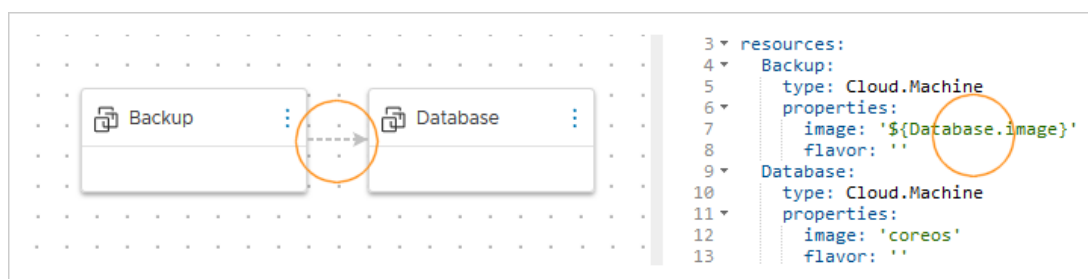 Backup
Database
3 resources:
4 Backup:
5 type: Cloud.Machine
6 properties:
7 image: '${Database.image}'
8 flavor: ''
9 Database:
10 type: Cloud.Machine
11 properties:
12 image: 'coreos'
13 flavor: ''